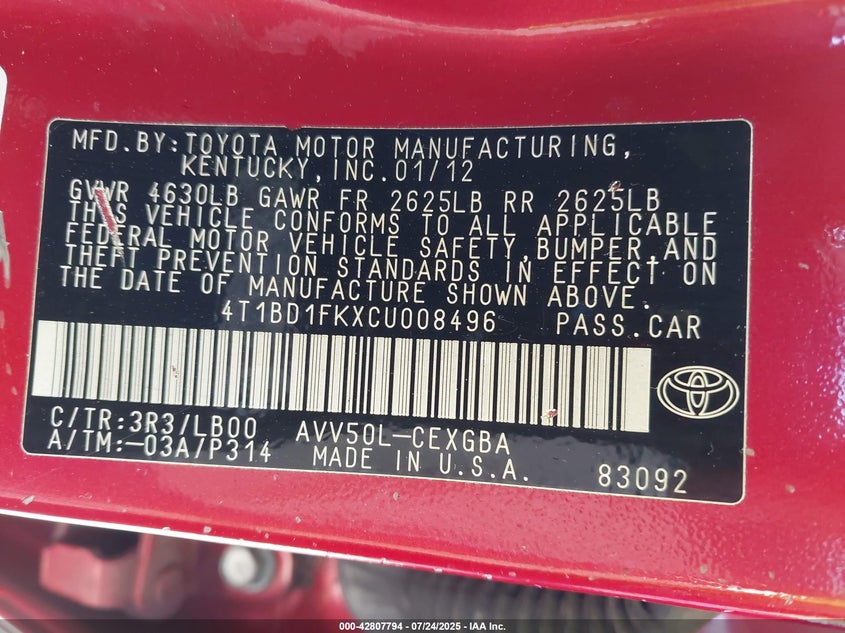 MFD.BY:TOYOTA MOTOR MANUFACTURING,
KENTUCKY,INC.01/12
GVWR 4630LB GAWR FR 2625LB RR 2625LB
THIS VEHICLE CONFORMS TO ALL APPLICABLE
FEDERAL MOTOR VEHICLE SAFETY,BUMPER,AND
THEFT PREVENTION STANDARDS IN EFFECT ON
THE DATE OF MANUFACTURE SHOWN ABOVE.
4T1BD1FKXCU008496 PASS.CAR
C/TR:3R3/LB00 AVV50L-CEXGBA
A/TM:-03A/P314 MADE IN U.S.A. 83092
000-42807794 - 07/24/2025 - IAA Inc.